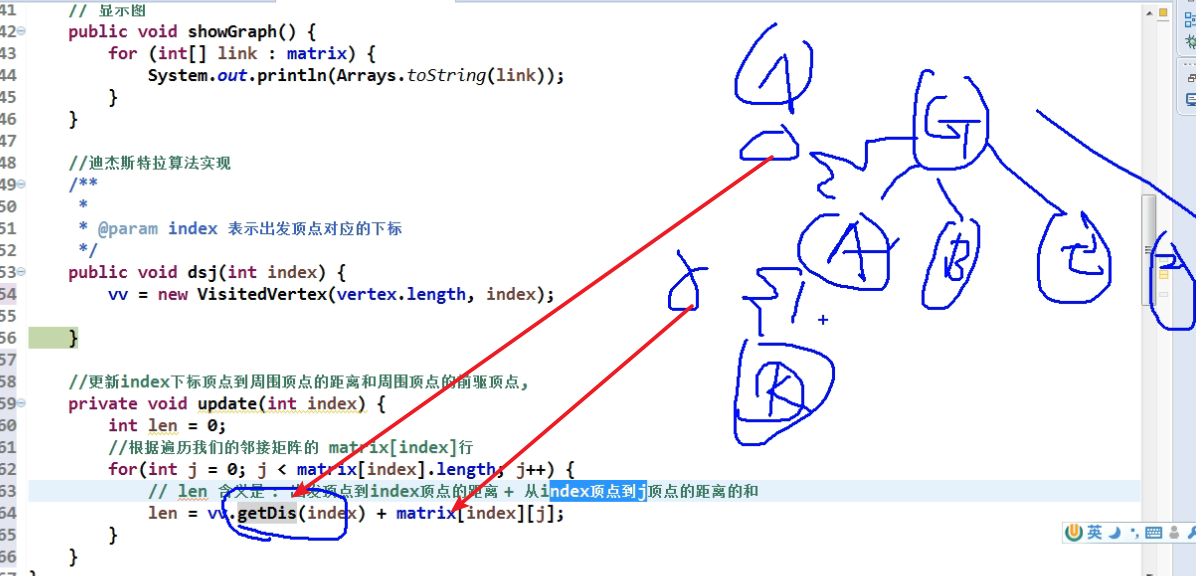 41 // 显示图
42 public void showGraph() {
43 for (int[] link : matrix) {
44 System.out.println(Arrays.toString(link));
45 }
46 }
47
48 //迪杰斯特拉算法实现
49 /**
50 *
51 * @param index 表示出发顶点对应的下标
52 */
53 public void dsj(int index) {
54 vv = new VisitedVertex(vertex.length, index);
55
56 }
57
58 //更新index下标顶点到周围顶点的距离和周围顶点的前驱顶点,
59 private void update(int index) {
60 int len = 0;
61 //根据遍历我们的邻接矩阵的 matrix[index]行
62 for(int j = 0; j < matrix[index].length; j++) {
63 // len 含义是 : 出发顶点到index顶点的距离 + 从index顶点到j顶点的距离的和
64 len = vv.getDis(index) + matrix[index][j];
65 }
66 }
67 }
G
A B
K
英